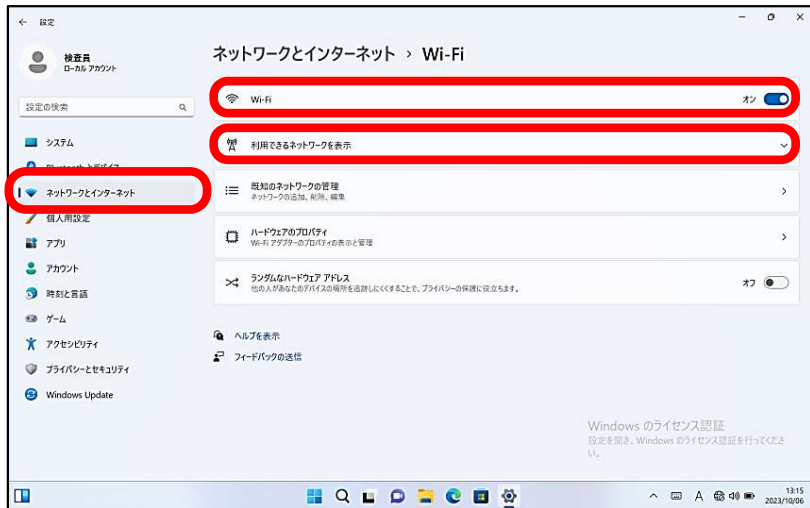 設定
検査員
ローカル アカウント
設定の検索
システム
Bluetooth とデバイス
ネットワークとインターネット
個人用設定
アプリ
アカウント
時刻と言語
ゲーム
アクセシビリティ
プライバシーとセキュリティ
Windows Update
ネットワークとインターネット › Wi-Fi
Wi-Fi
オン
利用できるネットワークを表示
既知のネットワークの管理
ネットワークの追加、削除、編集
ハードウェアのプロパティ
Wi-Fi アダプターのプロパティの表示と管理
ランダムなハードウェア アドレス
他の人があなたのデバイスの場所を追跡しにくくすることで、プライバシーの保護に役立ちます。
オフ
ヘルプを表示
フィードバックの送信
Windows のライセンス認証
設定を開き、Windows のライセンス認証を行ってくださ
い。
A
13:15
2023/10/06